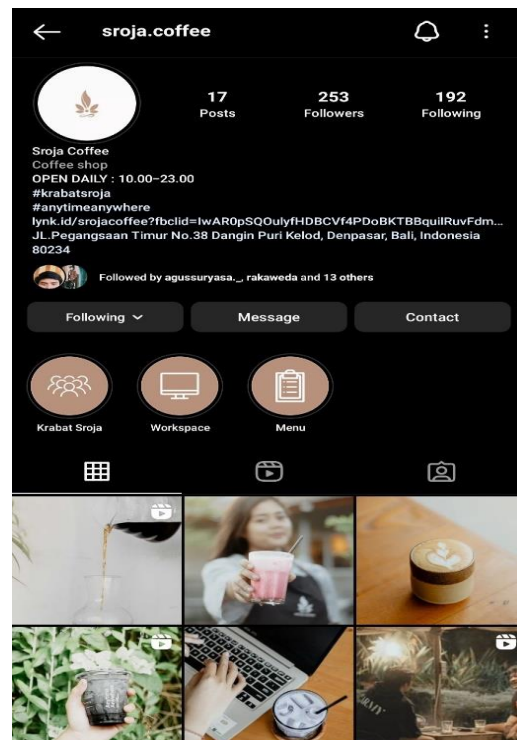 sroja.coffee
17 253 192
Posts Followers Following
Sroja Coffee
Coffee shop
OPEN DAILY : 10.00–23.00
#krabatsroja
#anytimeanywhere
lynk.id/srojacoffee?fbclid=IwAR0pSQOulyfHDBCVf4PDoBKTBBquilRuvFdm...
JL.Pegangsaan Timur No.38 Dangin Puri Kelod, Denpasar, Bali, Indonesia
80234
Followed by agussuryasa._, rakaweda and 13 others
Following Message Contact
Krabat Sroja Workspace Menu